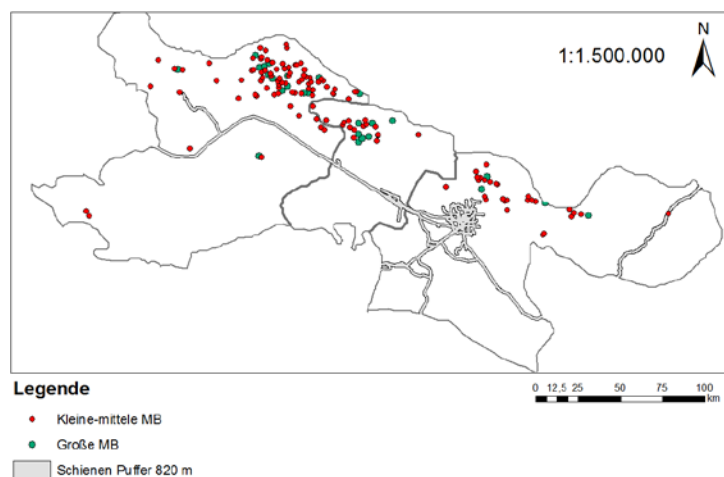 N
1:1.500.000
Legende
Kleine-mittele MB
Große MB
Schienen Puffer 820 m
0 12,5 25 50 75 100
km